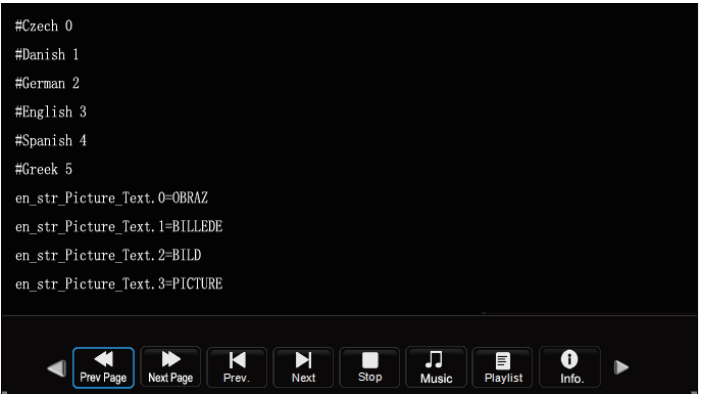 #Czech 0
#Danish 1
#German 2
#English 3
#Spanish 4
#Greek 5
en_str_Picture_Text.0=OBRAZ
en_str_Picture_Text.1=BILLEDE
en_str_Picture_Text.2=BILD
en_str_Picture_Text.3=PICTURE
Prev Page Next Page Prev. Next Stop Music Playlist Info.